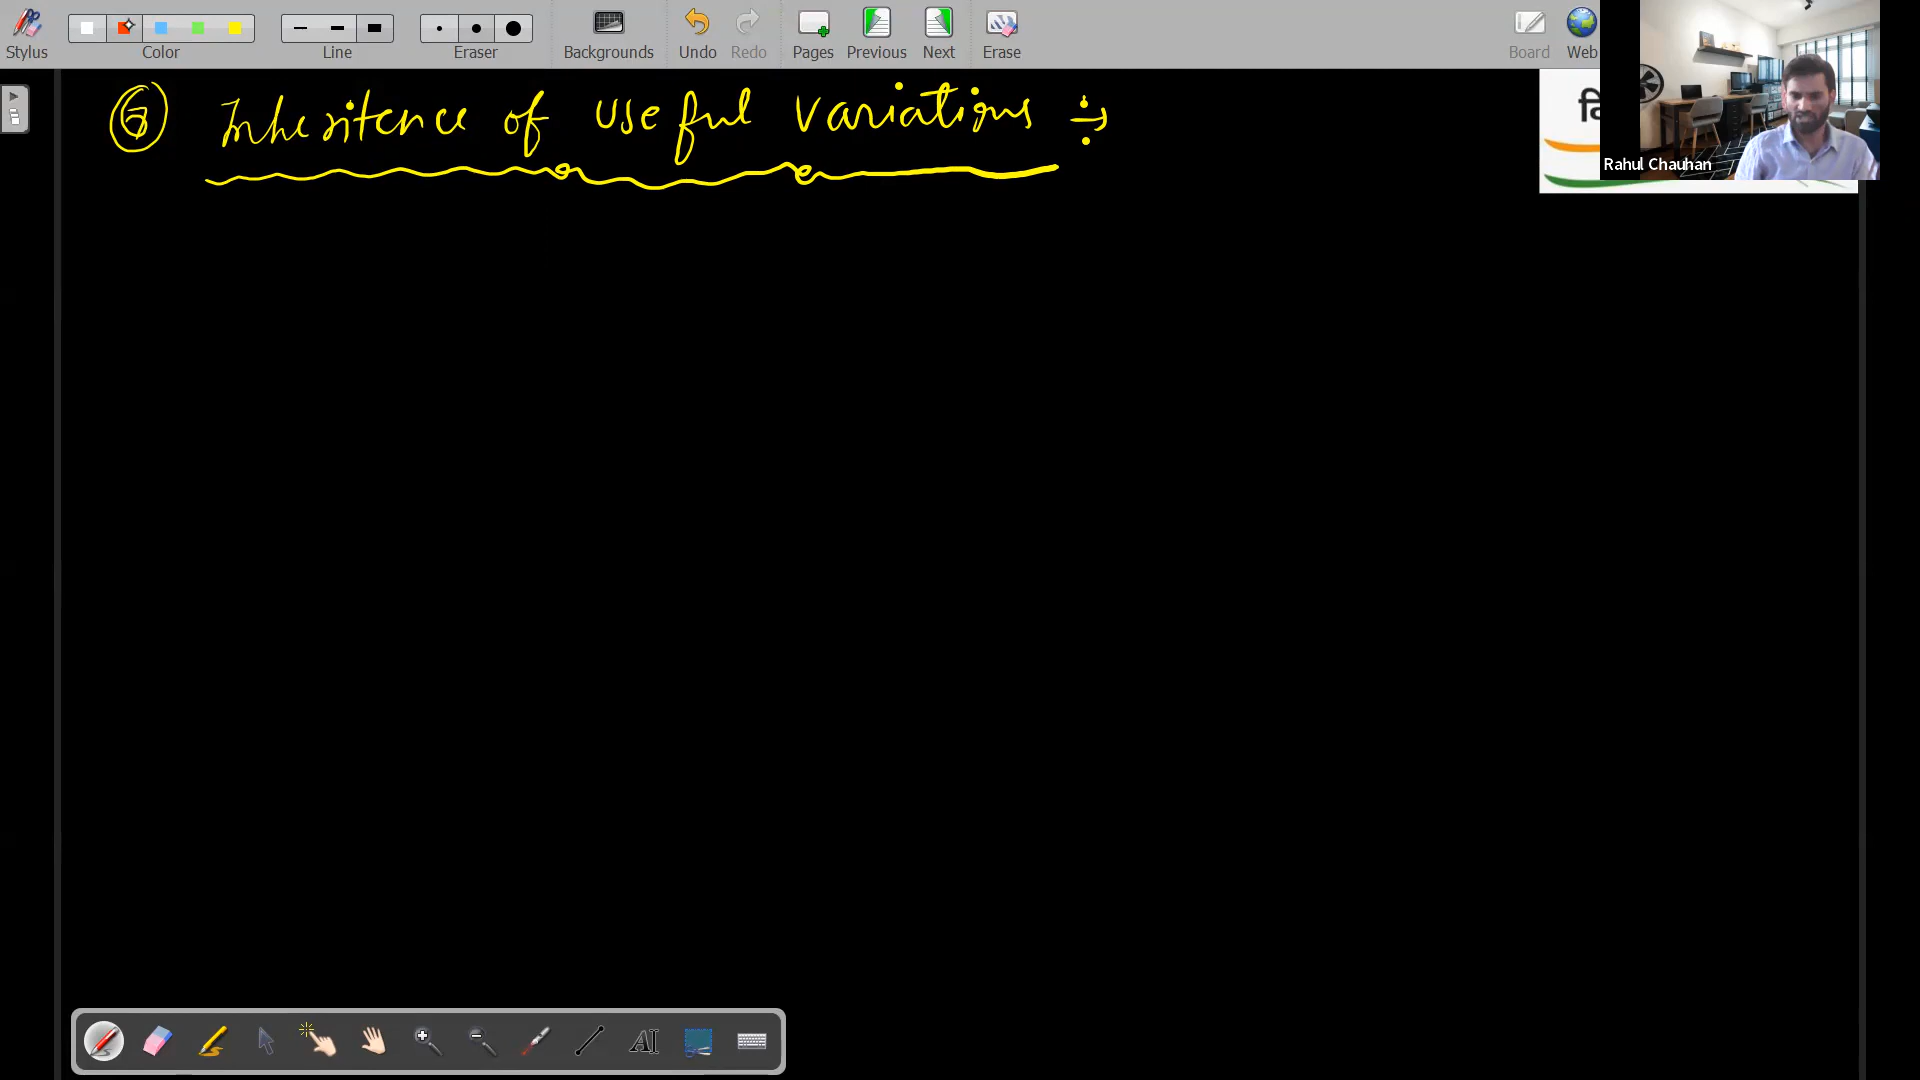 Stylus Color Line Eraser Backgrounds Undo Redo Pages Previous Next Erase Board Web
Inheritence of useful variations
Rahul Chauhan